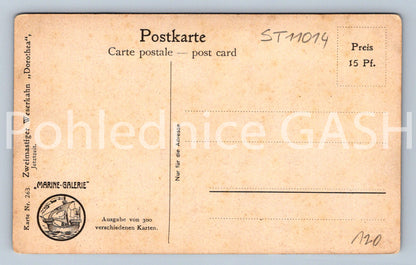 Postkarte
Carte postale — post card
ST11014
Preis
15 Pf.
Karte Nr. 263. Zweimastiger Weserkahn „Dorothea“,
Jetztzeit.
Nur für die Adresse
„MARINE-GALERIE“
Ausgabe von 300
verschiedenen Karten.
120
Pohlednice GASH